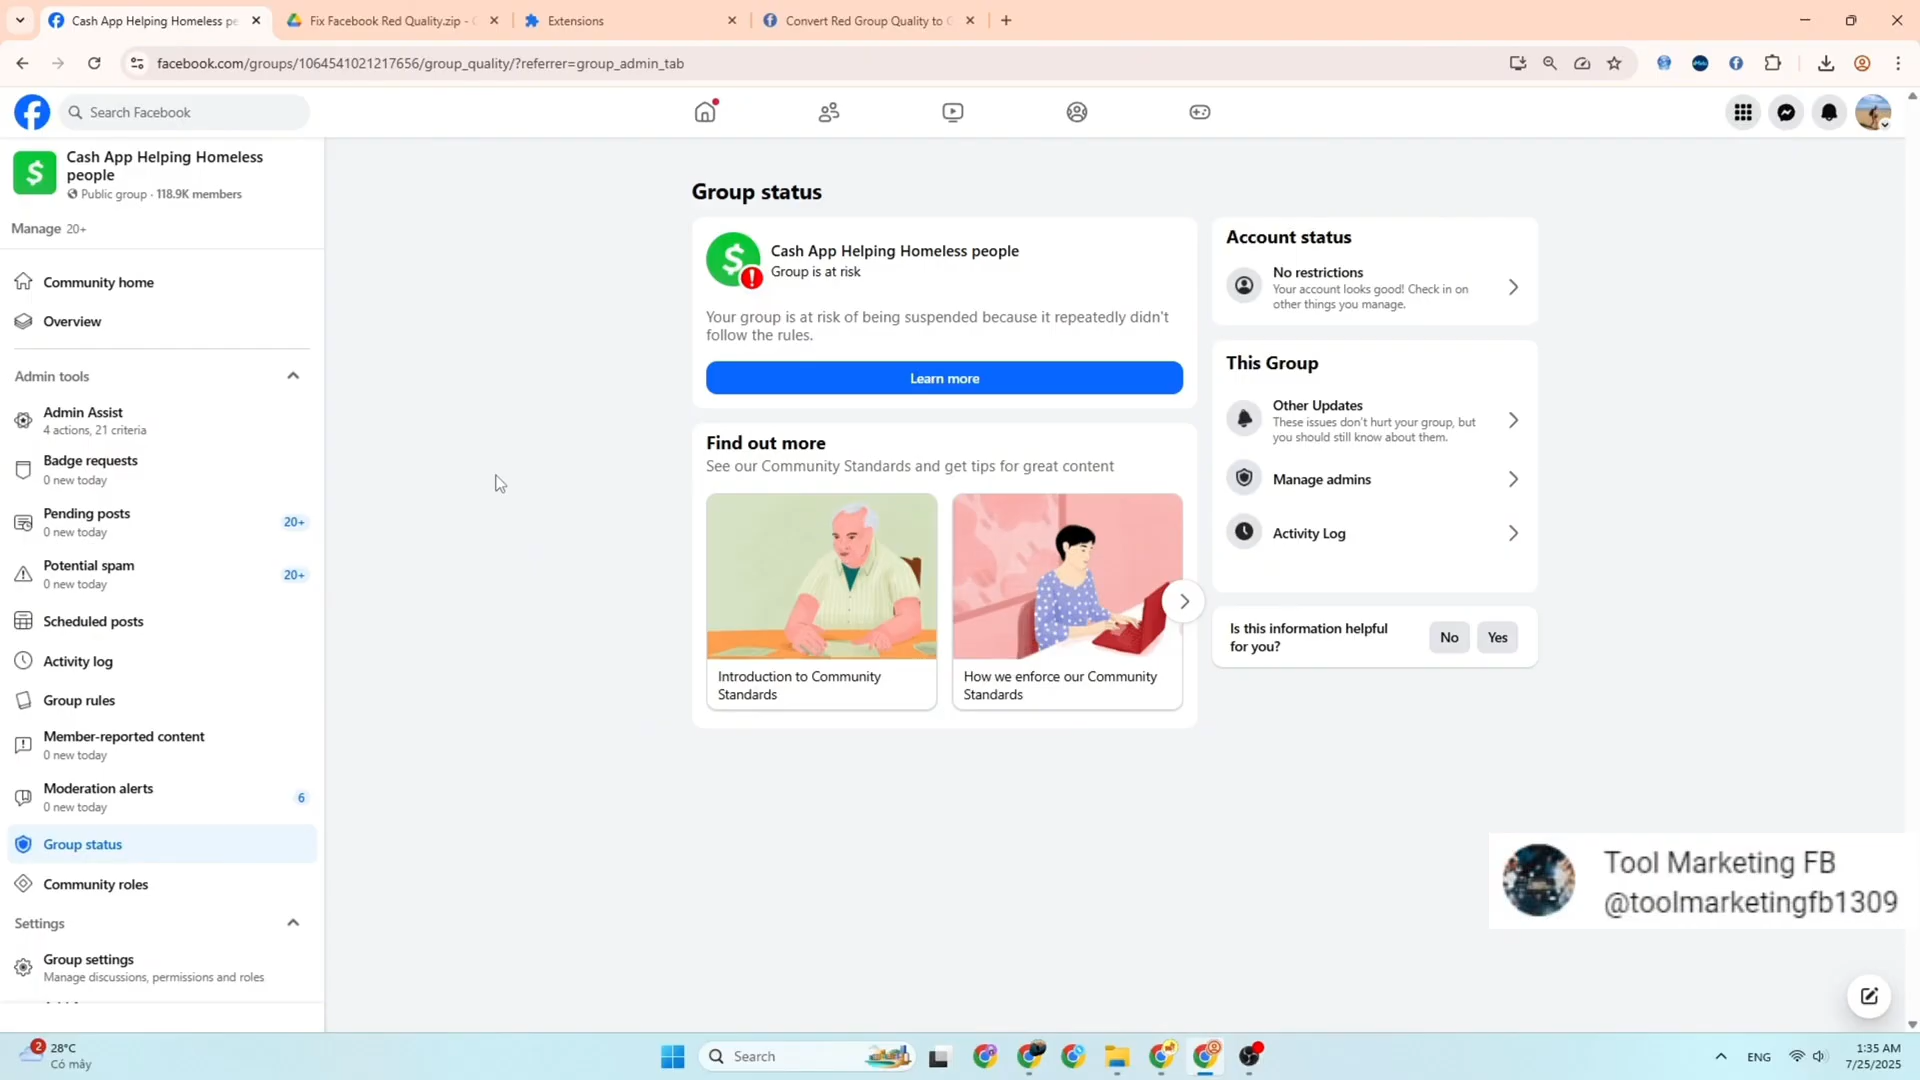 Cash App Helping Homeless pe
Fix Facebook Red Quality.zip - G
Extensions
Convert Red Group Quality to G
facebook.com/groups/1064541021217656/group_quality/?referrer=group_admin_tab
Search Facebook
Cash App Helping Homeless
people
Public group · 118.9K members
Manage 20+
Community home
Overview
Admin tools
Admin Assist
4 actions, 21 criteria
Badge requests
0 new today
Pending posts
0 new today
20+
Potential spam
0 new today
20+
Scheduled posts
Activity log
Group rules
Member-reported content
0 new today
Moderation alerts
0 new today
6
Group status
Community roles
Settings
Group settings
Manage discussions, permissions and roles
Group status
Cash App Helping Homeless people
Group is at risk
Your group is at risk of being suspended because it repeatedly didn't
follow the rules.
Learn more
Find out more
See our Community Standards and get tips for great content
Introduction to Community
Standards
How we enforce our Community
Standards
Account status
No restrictions
Your account looks good! Check in on
other things you manage.
This Group
Other Updates
These issues don't hurt your group, but
you should still know about them.
Manage admins
Activity Log
Is this information helpful
for you?
No
Yes
Tool Marketing FB
@toolmarketingfb1309
2
28°C
Có mây
Search
ENG
1:35 AM
7/25/2025